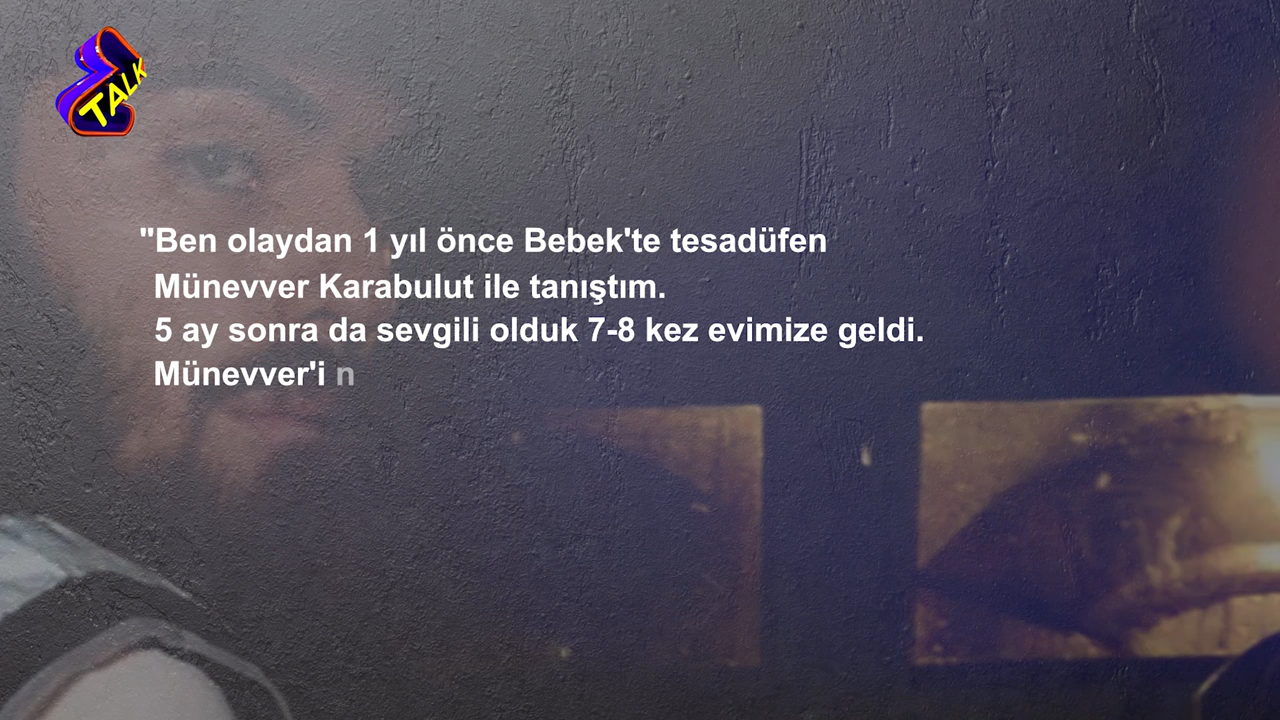 TALK
"Ben olaydan 1 yıl önce Bebek'te tesadüfen
Münevver Karabulut ile tanıştım.
5 ay sonra da sevgili olduk 7-8 kez evimize geldi.
Münevver'i n